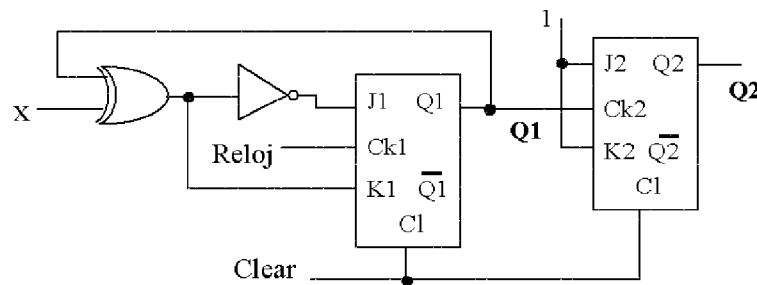 1
X
J1 Q1
Reloj
Ck1
K1 Q1
Cl
Q1
J2 Q2
Q2
Ck2
K2 Q2
Cl
Clear